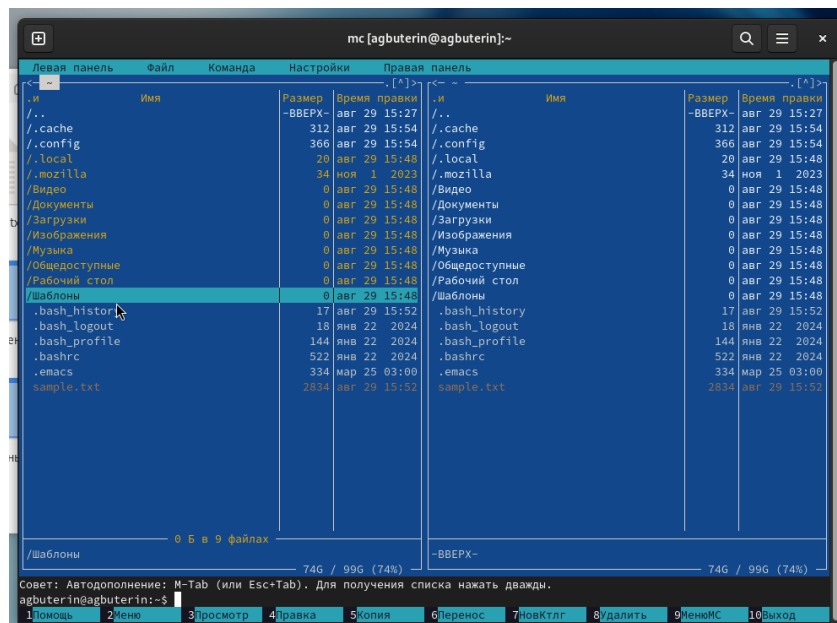 mc [agbuterin@agbuterin]:~
Левая панель Файл Команда Настройки Правая панель
<- ~ .[^]> <- ~ .[^]>
.и Имя Размер Время правки .и Имя Размер Время правки
/.. -ВВЕРХ- авг 29 15:27 /.. -ВВЕРХ- авг 29 15:27
/.cache 312 авг 29 15:54 /.cache 312 авг 29 15:54
/.config 366 авг 29 15:54 /.config 366 авг 29 15:54
/.local 20 авг 29 15:48 /.local 20 авг 29 15:48
/.mozilla 34 ноя 1 2023 /.mozilla 34 ноя 1 2023
/Видео 0 авг 29 15:48 /Видео 0 авг 29 15:48
/Документы 0 авг 29 15:48 /Документы 0 авг 29 15:48
/Загрузки 0 авг 29 15:48 /Загрузки 0 авг 29 15:48
/Изображения 0 авг 29 15:48 /Изображения 0 авг 29 15:48
/Музыка 0 авг 29 15:48 /Музыка 0 авг 29 15:48
/Общедоступные 0 авг 29 15:48 /Общедоступные 0 авг 29 15:48
/Рабочий стол 0 авг 29 15:48 /Рабочий стол 0 авг 29 15:48
/Шаблоны 0 авг 29 15:48 /Шаблоны 0 авг 29 15:48
.bash_history 17 авг 29 15:52 .bash_history 17 авг 29 15:52
.bash_logout 18 янв 22 2024 .bash_logout 18 янв 22 2024
.bash_profile 144 янв 22 2024 .bash_profile 144 янв 22 2024
.bashrc 522 янв 22 2024 .bashrc 522 янв 22 2024
.emacs 334 мар 25 03:00 .emacs 334 мар 25 03:00
sample.txt 2834 авг 29 15:52 sample.txt 2834 авг 29 15:52
0 Б в 9 файлах
/Шаблоны -ВВЕРХ-
74G / 99G (74%) 74G / 99G (74%)
Совет: Автодополнение: M-Tab (или Esc+Tab). Для получения списка нажать дважды.
agbuterin@agbuterin:~$
1Помощь 2Меню 3Просмотр 4Правка 5Копия 6Перенос 7НовКтлг 8Удалить 9МенюМС 10Выход